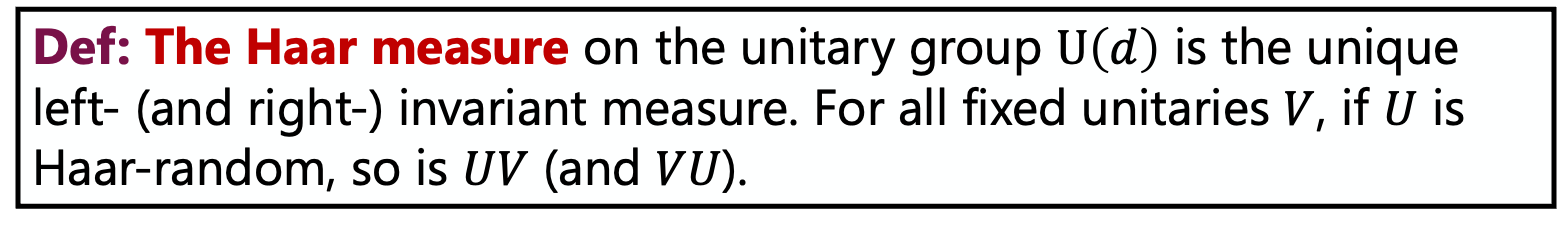 Def: The Haar measure on the unitary group U(d) is the unique
left- (and right-) invariant measure. For all fixed unitaries V, if U is
Haar-random, so is UV (and VU).